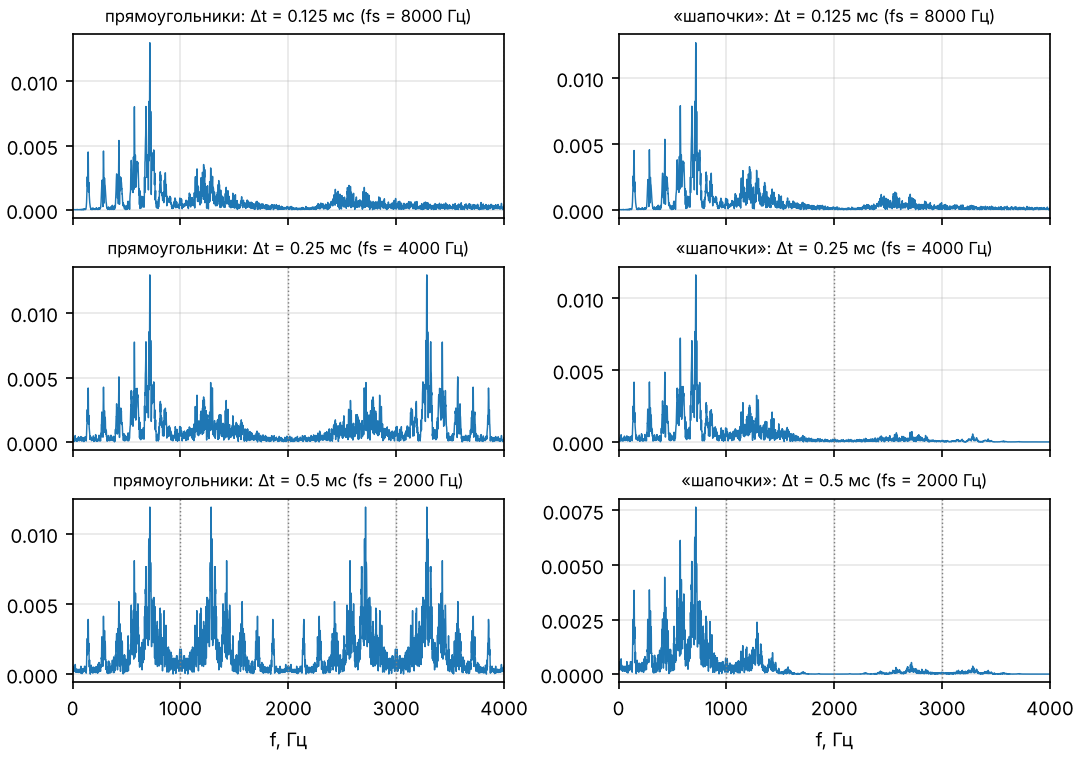 прямоугольники: Δt = 0.125 мс (fs = 8000 Гц)
«шапочки»: Δt = 0.125 мс (fs = 8000 Гц)
0.010
0.005
0.000
0.010
0.005
0.000
прямоугольники: Δt = 0.25 мс (fs = 4000 Гц)
«шапочки»: Δt = 0.25 мс (fs = 4000 Гц)
0.010
0.005
0.000
0.010
0.005
0.000
прямоугольники: Δt = 0.5 мс (fs = 2000 Гц)
«шапочки»: Δt = 0.5 мс (fs = 2000 Гц)
0.010
0.005
0.000
0.0075
0.0050
0.0025
0.0000
0 1000 2000 3000 4000
0 1000 2000 3000 4000
f, Гц
f, Гц